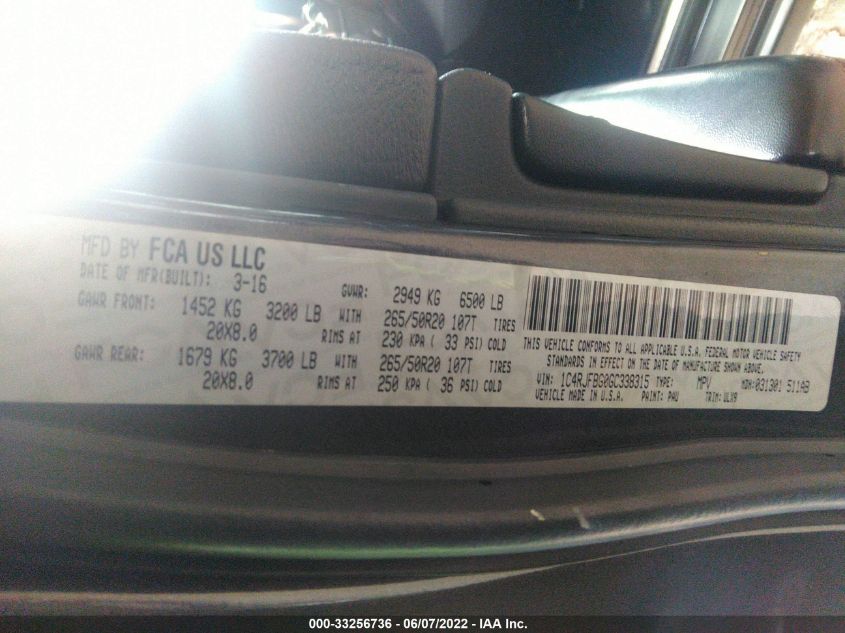 MFD BY FCA US LLC
DATE OF MFR(BUILT): 3-16 GVWR: 2949 KG 6500 LB
GAWR FRONT: 1452 KG 3200 LB WITH 265/50R20 107T TIRES
20X8.0 RIMS AT 230 KPA ( 33 PSI) COLD
GAWR REAR: 1679 KG 3700 LB WITH 265/50R20 107T TIRES
20X8.0 RIMS AT 250 KPA ( 36 PSI) COLD
THIS VEHICLE CONFORMS TO ALL APPLICABLE U.S.A. FEDERAL MOTOR VEHICLE SAFETY
STANDARDS IN EFFECT ON THE DATE OF MANUFACTURE SHOWN ABOVE.
VIN: 1C4RJFBG0GC338315 TYPE: MPV MDH:031301 511AB
VEHICLE MADE IN U.S.A. PAINT: PAU TRIM: ULX9
000-33256736 - 06/07/2022 - IAA Inc.